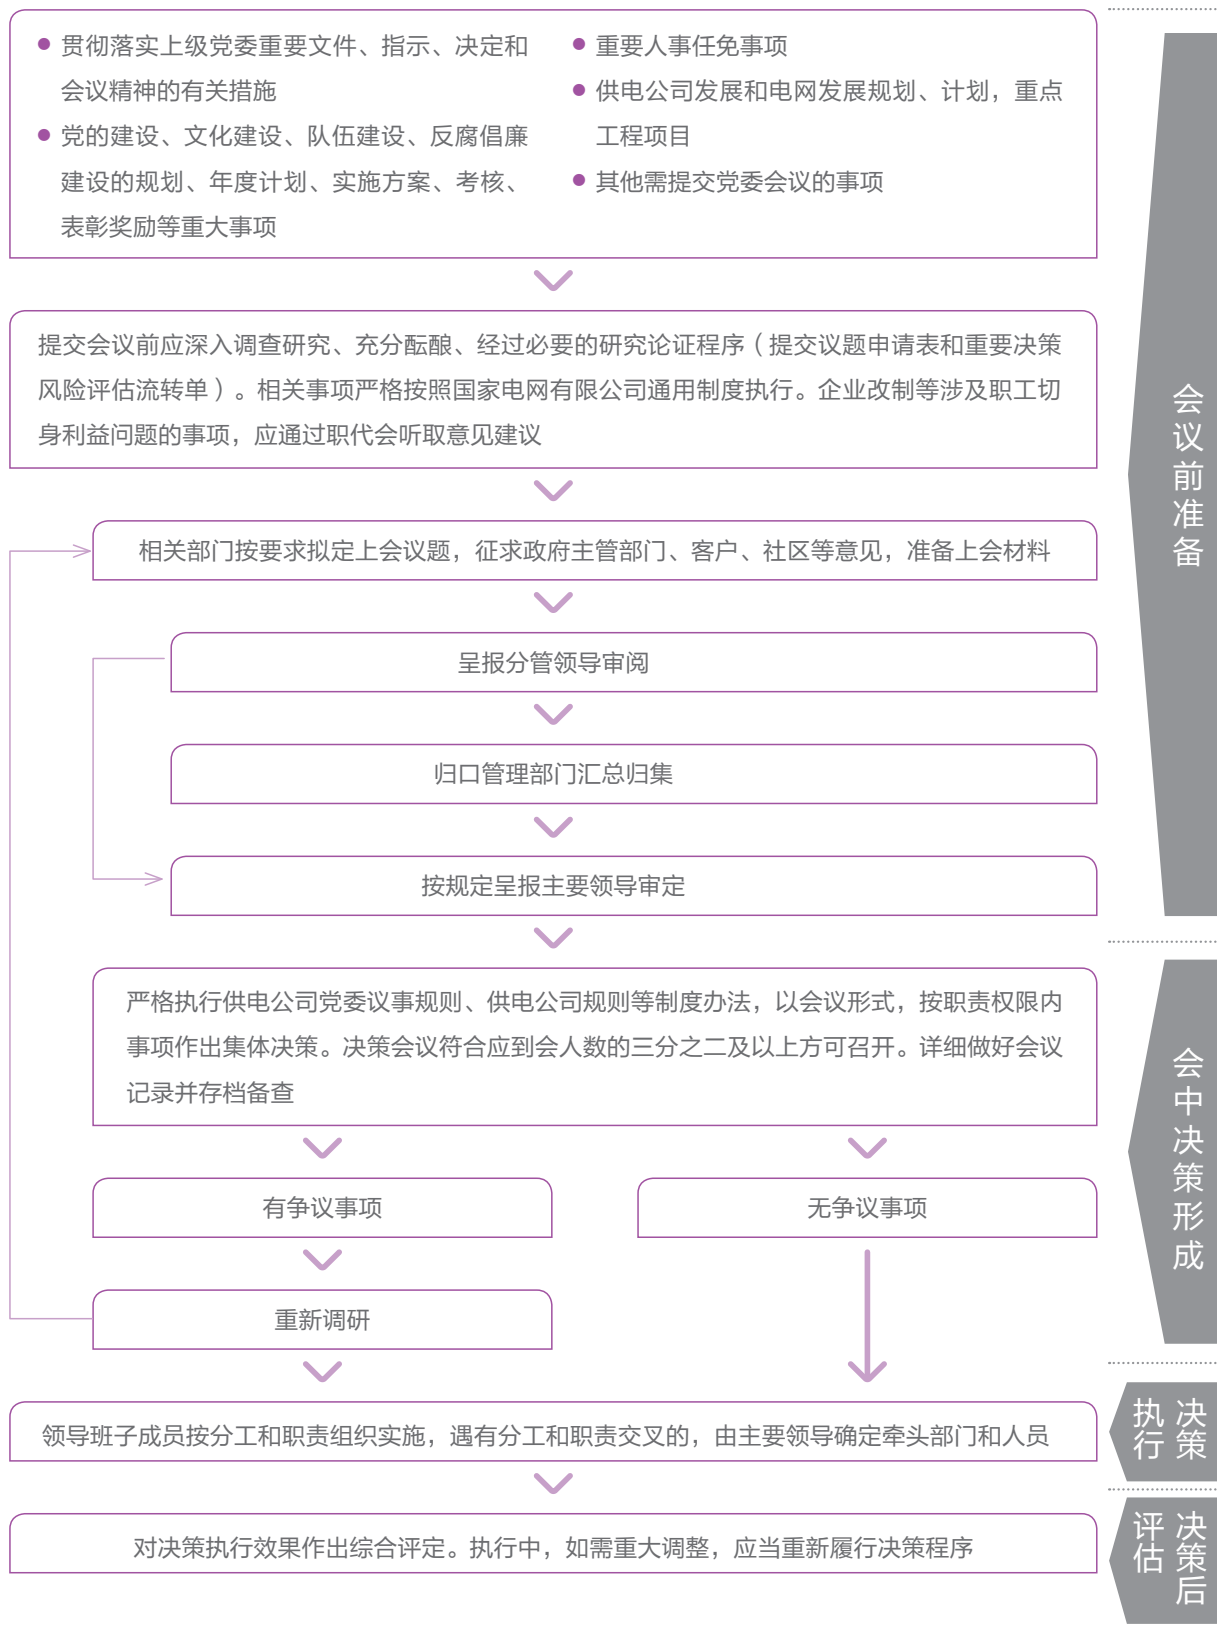 贯彻落实上级党委重要文件、指示、决定和
会议精神的有关措施
党的建设、文化建设、队伍建设、反腐倡廉
建设的规划、年度计划、实施方案、考核、
表彰奖励等重大事项
重要人事任免事项
供电公司发展和电网发展规划、计划，重点
工程项目
其他需提交党委会议的事项
提交会议前应深入调查研究、充分酝酿、经过必要的研究论证程序（提交议题申请表和重要决策
风险评估流转单）。相关事项严格按照国家电网有限公司通用制度执行。企业改制等涉及职工切
身利益问题的事项，应通过职代会听取意见建议
相关部门按要求拟定上会议题，征求政府主管部门、客户、社区等意见，准备上会材料
呈报分管领导审阅
归口管理部门汇总归集
按规定呈报主要领导审定
会议前准备
严格执行供电公司党委议事规则、供电公司规则等制度办法，以会议形式，按职责权限内
事项作出集体决策。决策会议符合应到会人数的三分之二及以上方可召开。详细做好会议
记录并存档备查
有争议事项
无争议事项
重新调研
会中决策形成
领导班子成员按分工和职责组织实施，遇有分工和职责交叉的，由主要领导确定牵头部门和人员
决策
执行
对决策执行效果作出综合评定。执行中，如需重大调整，应当重新履行决策程序
决策后
评估